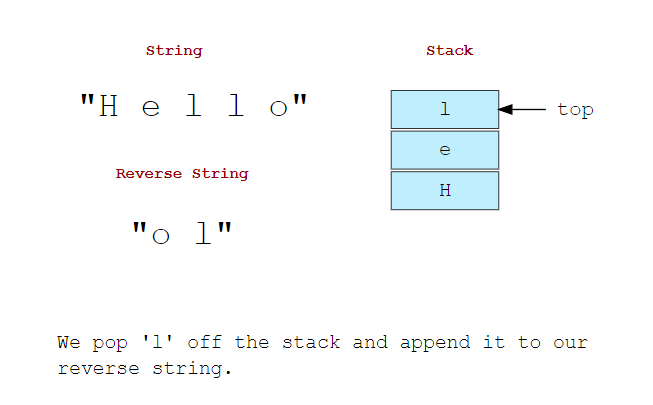 String
Stack
"H e l l o"
l
top
e
Reverse String
H
"o l"
We pop 'l' off the stack and append it to our
reverse string.